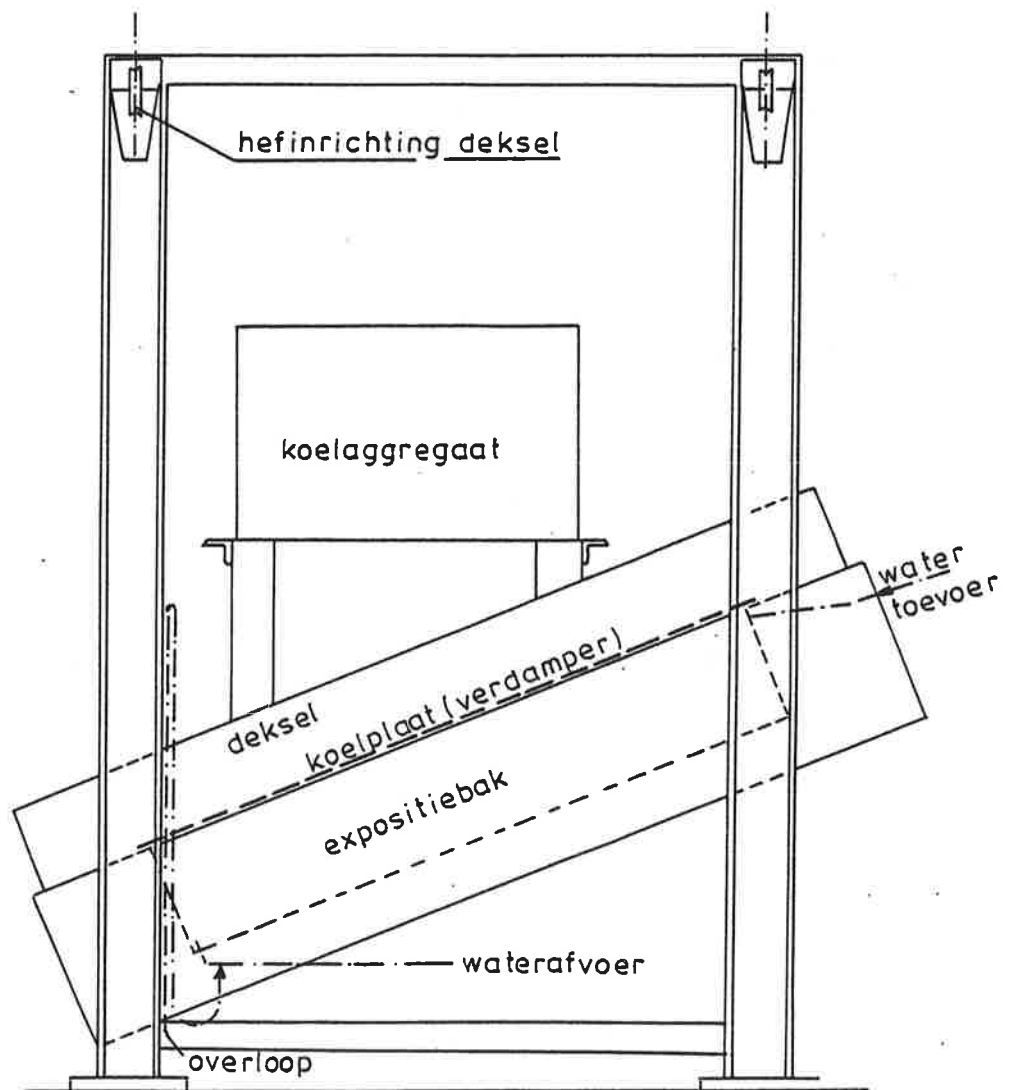 hefinrichting deksel
koelaggregaat
water
toevoer
koelplaat (verdamper)
deksel
expositiebak
waterafvoer
overloop